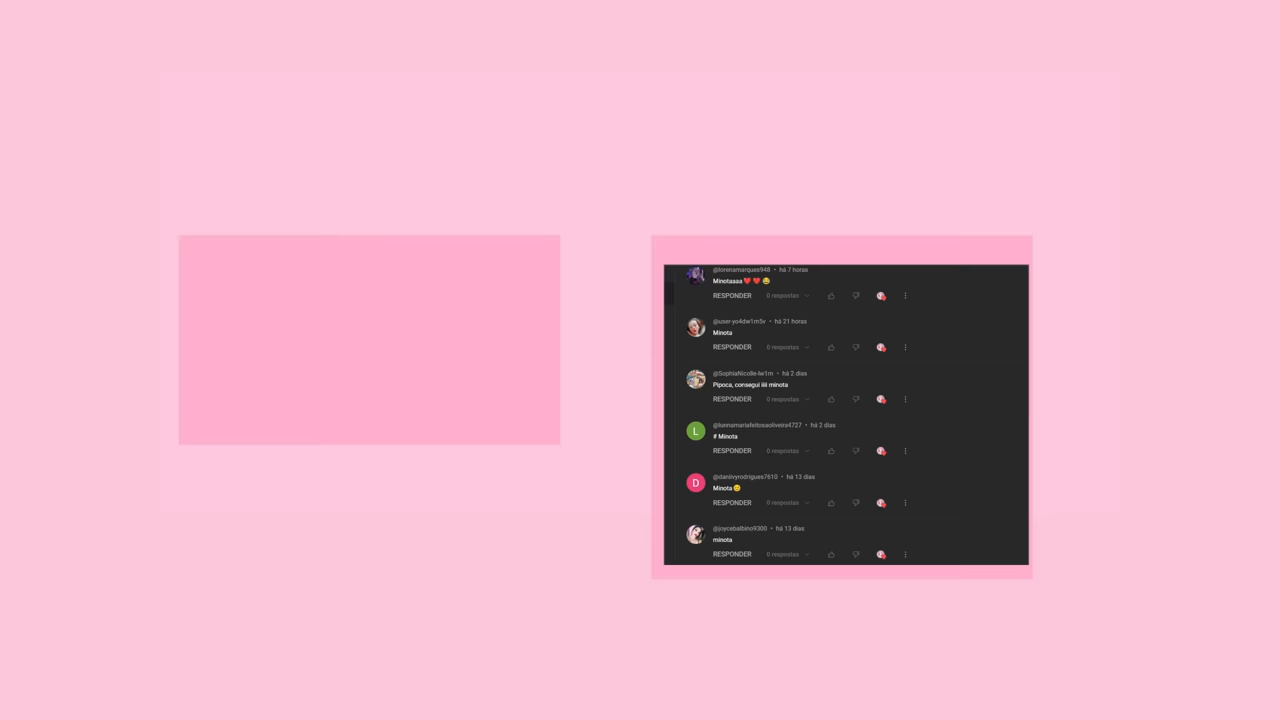 @lorenamarques948 • há 7 horas
Minotaaaa❤️ ❤️ 😂
RESPONDER 0 respostas
@user-yo4dw1m5v • há 21 horas
Minota
RESPONDER 0 respostas
@SophiaNicolle-lw1m • há 2 dias
Pipoca, consegui iiii minota
RESPONDER 0 respostas
L
@lunnamariafeitosaoliveira4727 • há 2 dias
# Minota
RESPONDER 0 respostas
D
@daniivyrodrigues7610 • há 13 dias
Minota😊
RESPONDER 0 respostas
@joycebalbino9300 • há 13 dias
minota
RESPONDER 0 respostas